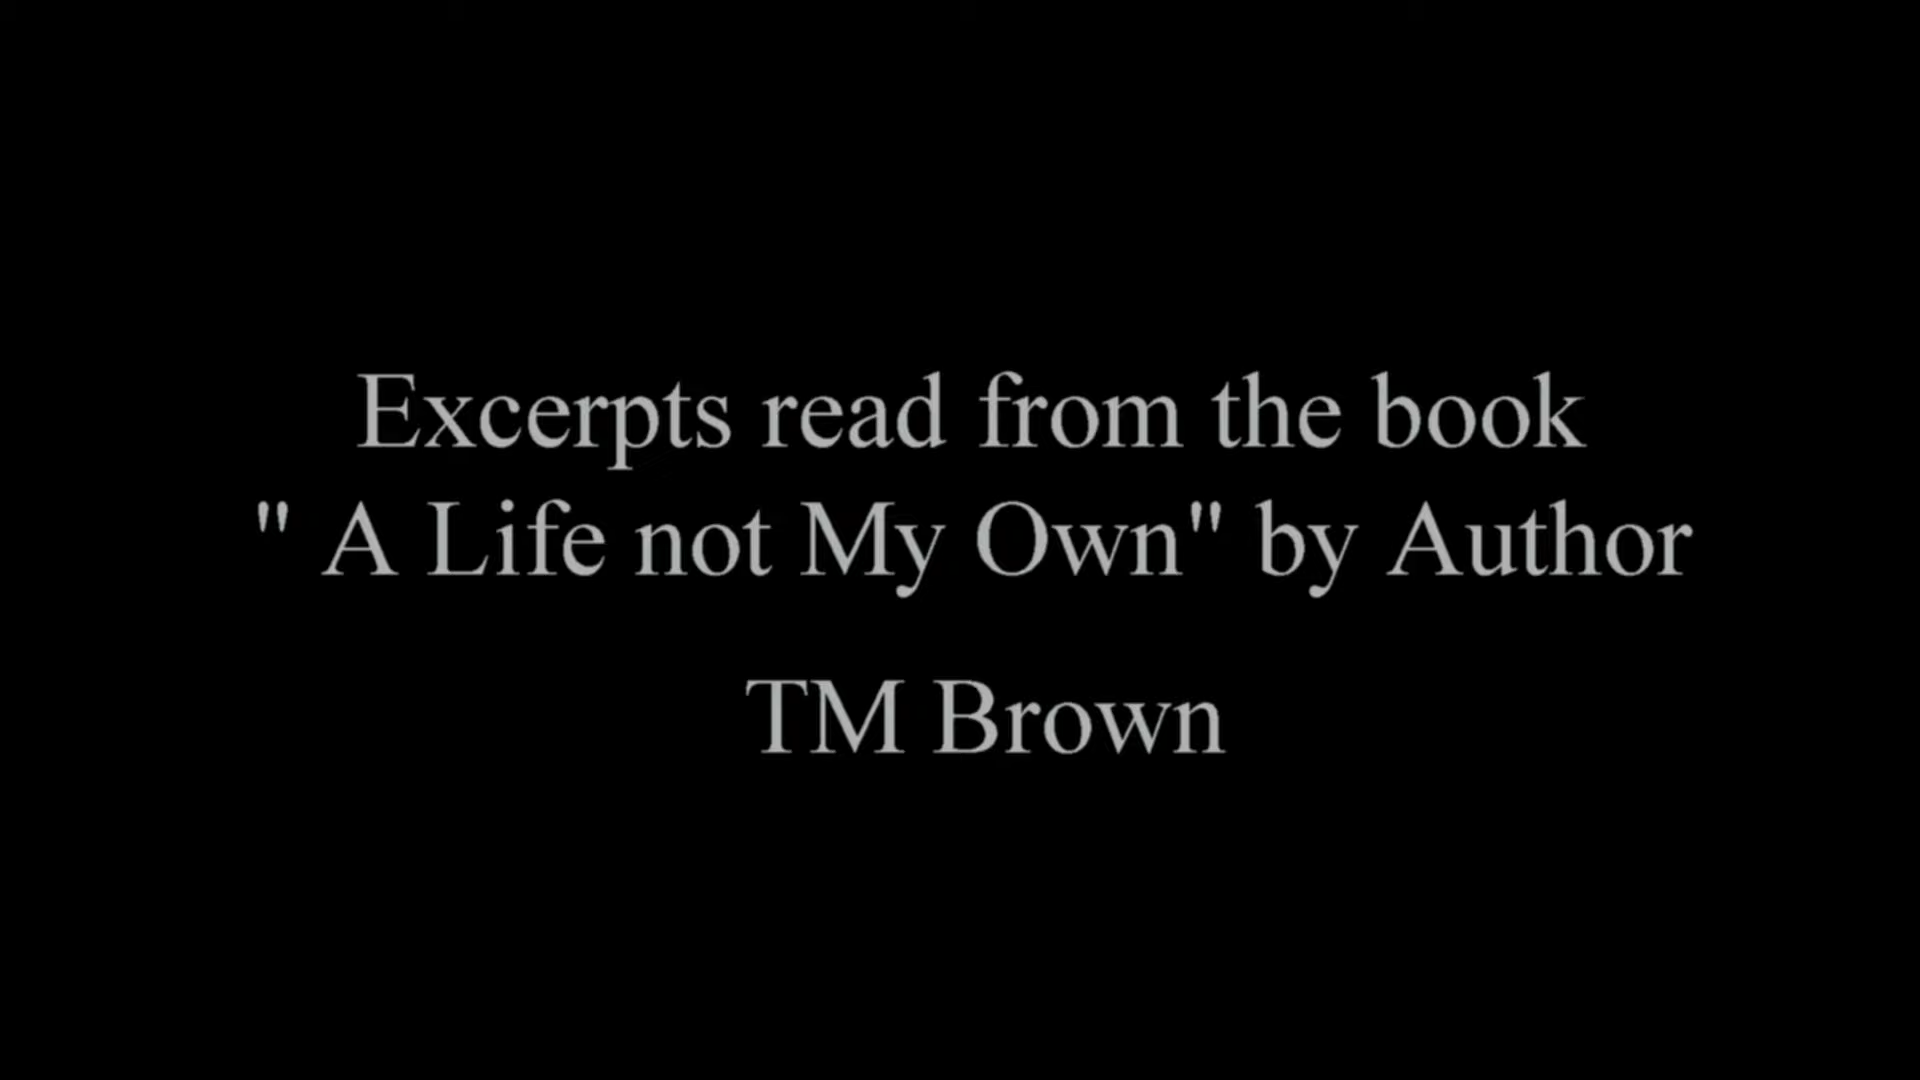 Excerpts read from the book
" A Life not My Own" by Author
TM Brown